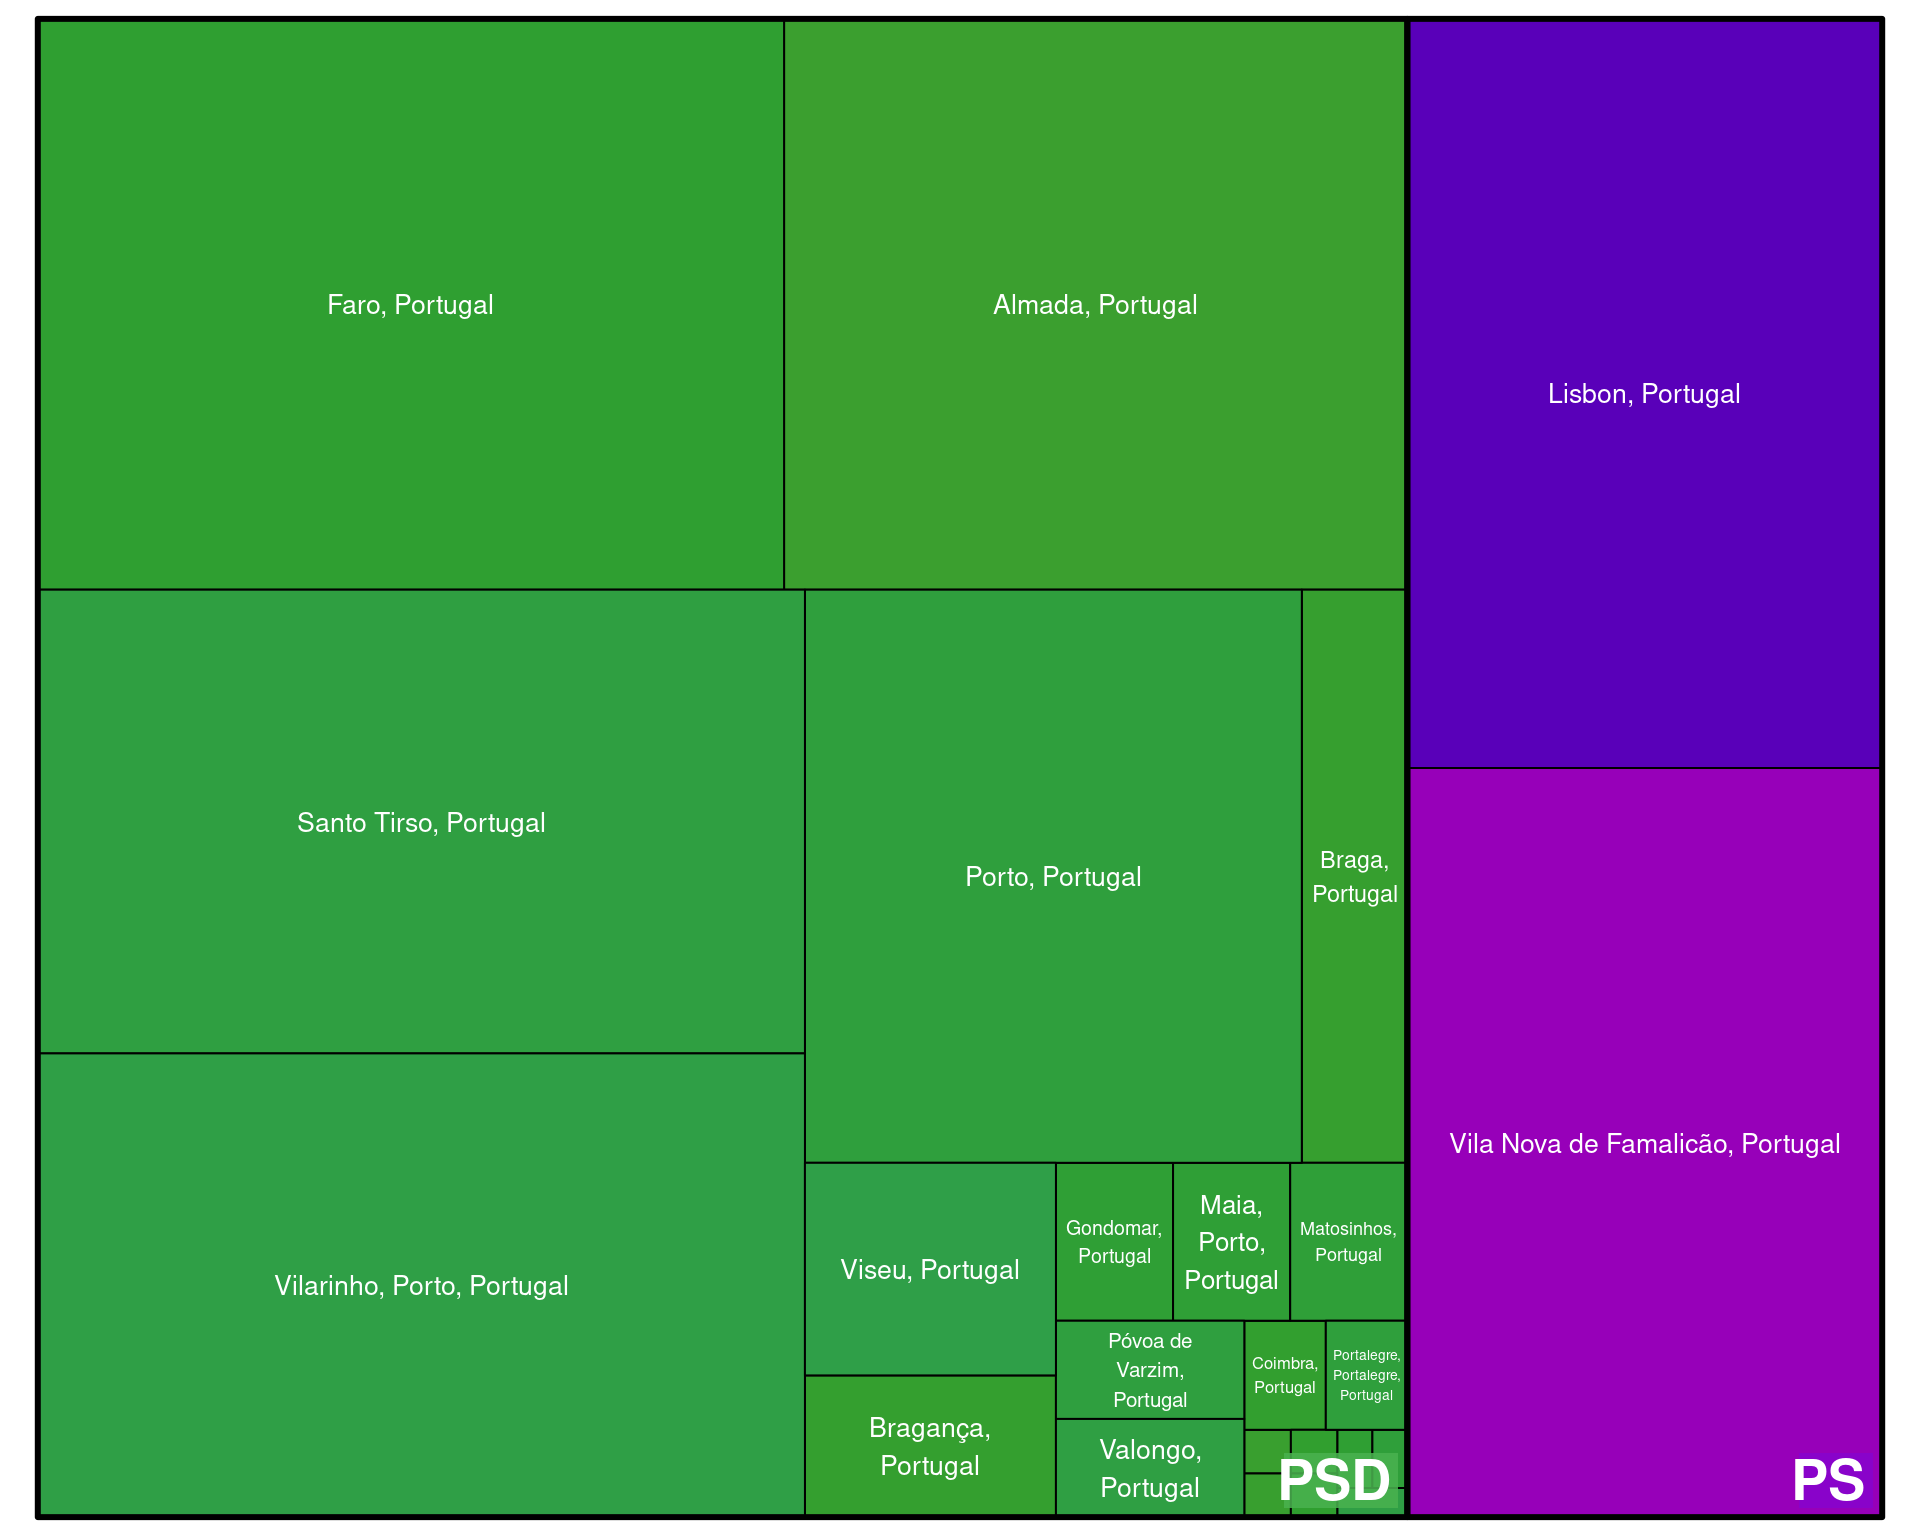 Faro, Portugal
Almada, Portugal
Lisbon, Portugal
Santo Tirso, Portugal
Porto, Portugal
Braga,
Portugal
Vila Nova de Famalicão, Portugal
Vilarinho, Porto, Portugal
Viseu, Portugal
Gondomar,
Portugal
Maia,
Porto,
Portugal
Matosinhos,
Portugal
Póvoa de
Varzim,
Portugal
Coimbra,
Portugal
Portalegre,
Portalegre,
Portugal
Bragança,
Portugal
Valongo,
Portugal
PSD
PS